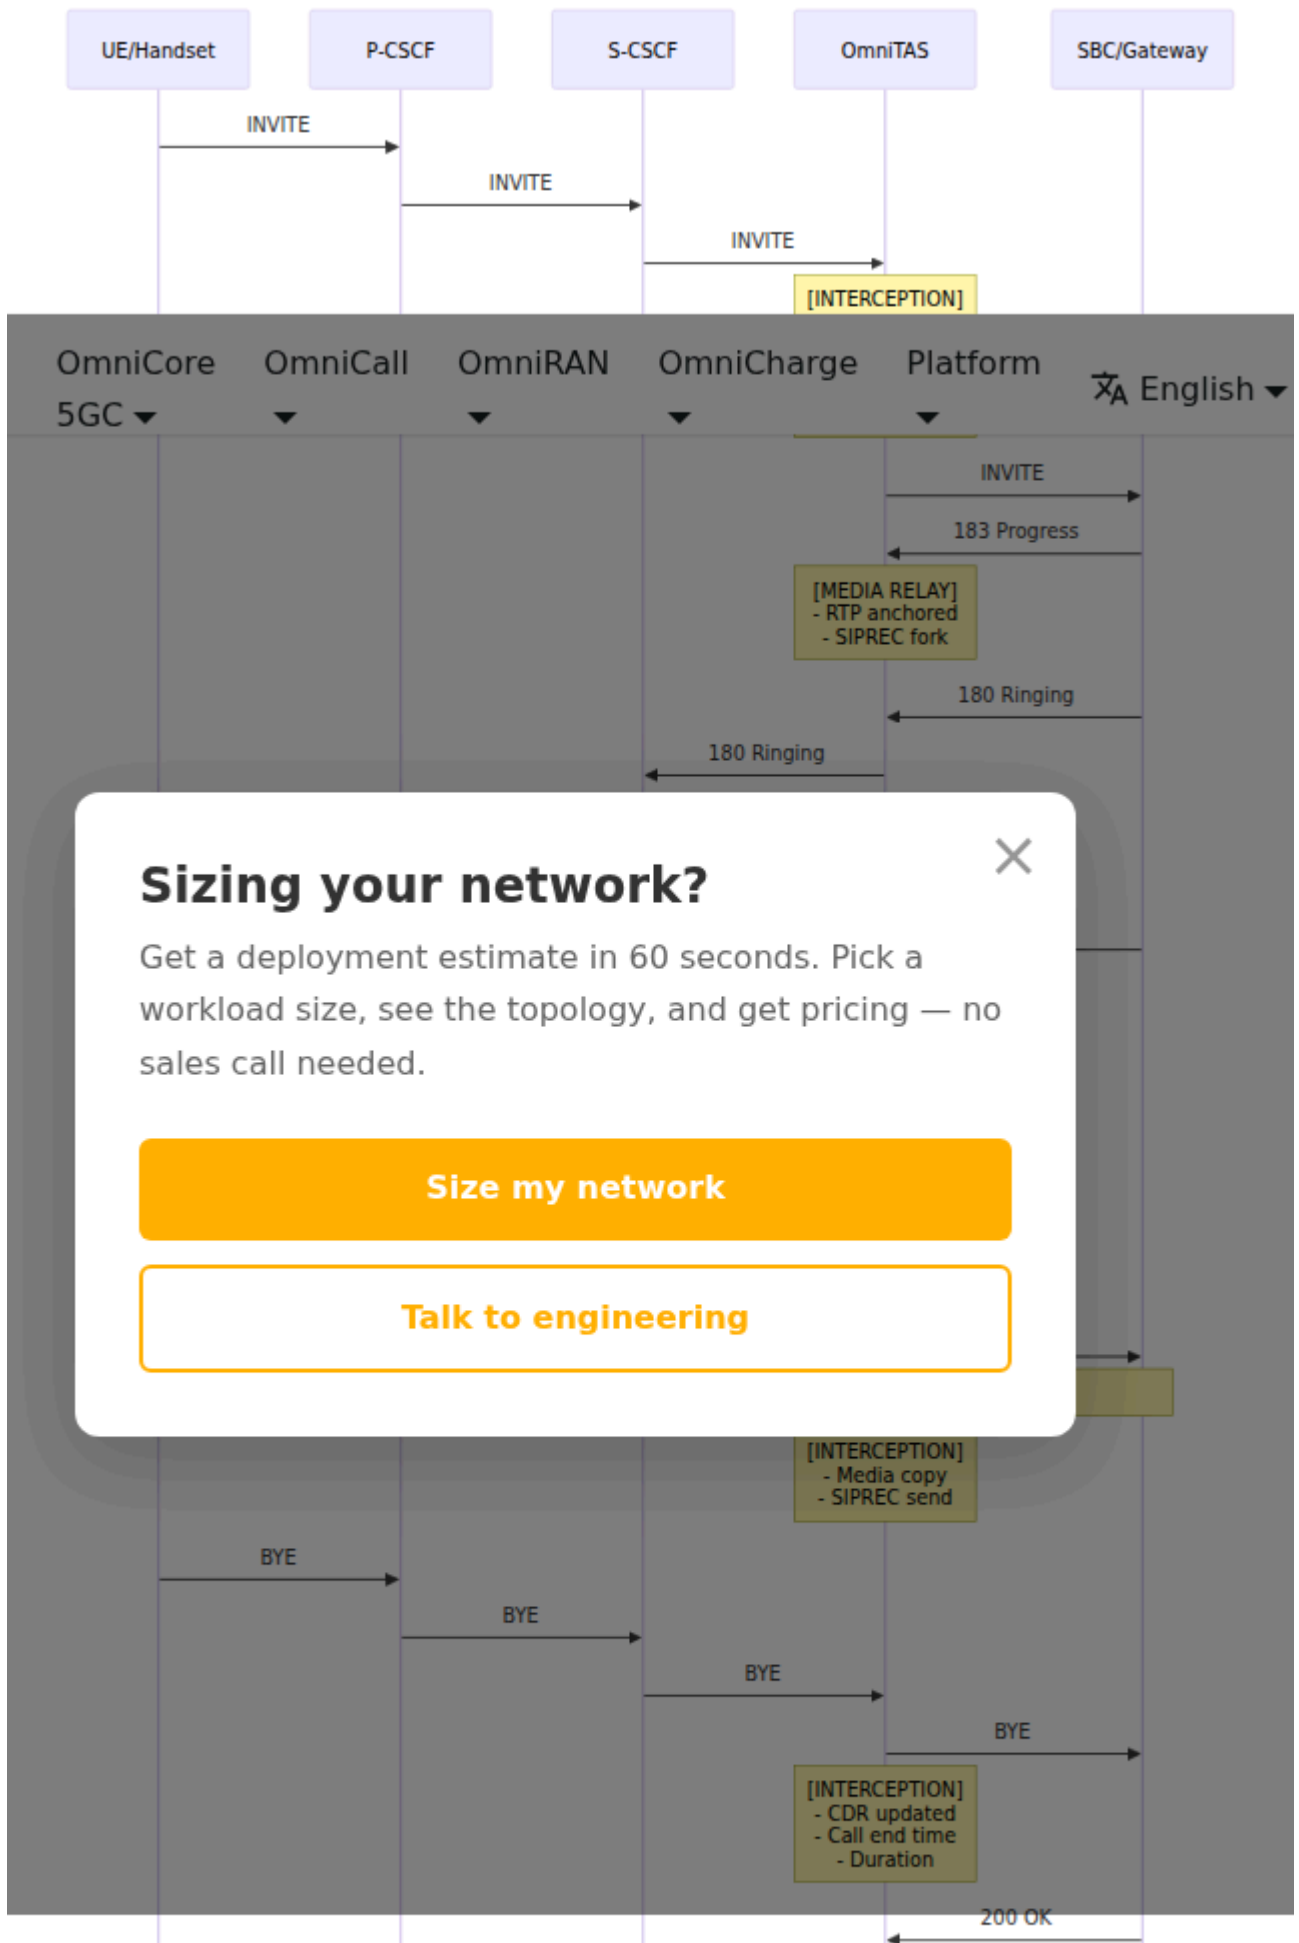 UE/Handset
P-CSCF
S-CSCF
OmniTAS
SBC/Gateway
INVITE
INVITE
INVITE
[INTERCEPTION]
OmniCore 5GC
OmniCall
OmniRAN
OmniCharge
Platform
English
INVITE
183 Progress
[MEDIA RELAY]
- RTP anchored
- SIPREC fork
180 Ringing
180 Ringing
Sizing your network?
Get a deployment estimate in 60 seconds. Pick a
workload size, see the topology, and get pricing — no
sales call needed.
Size my network
Talk to engineering
[INTERCEPTION]
- Media copy
- SIPREC send
BYE
BYE
BYE
BYE
[INTERCEPTION]
- CDR updated
- Call end time
- Duration
200 OK